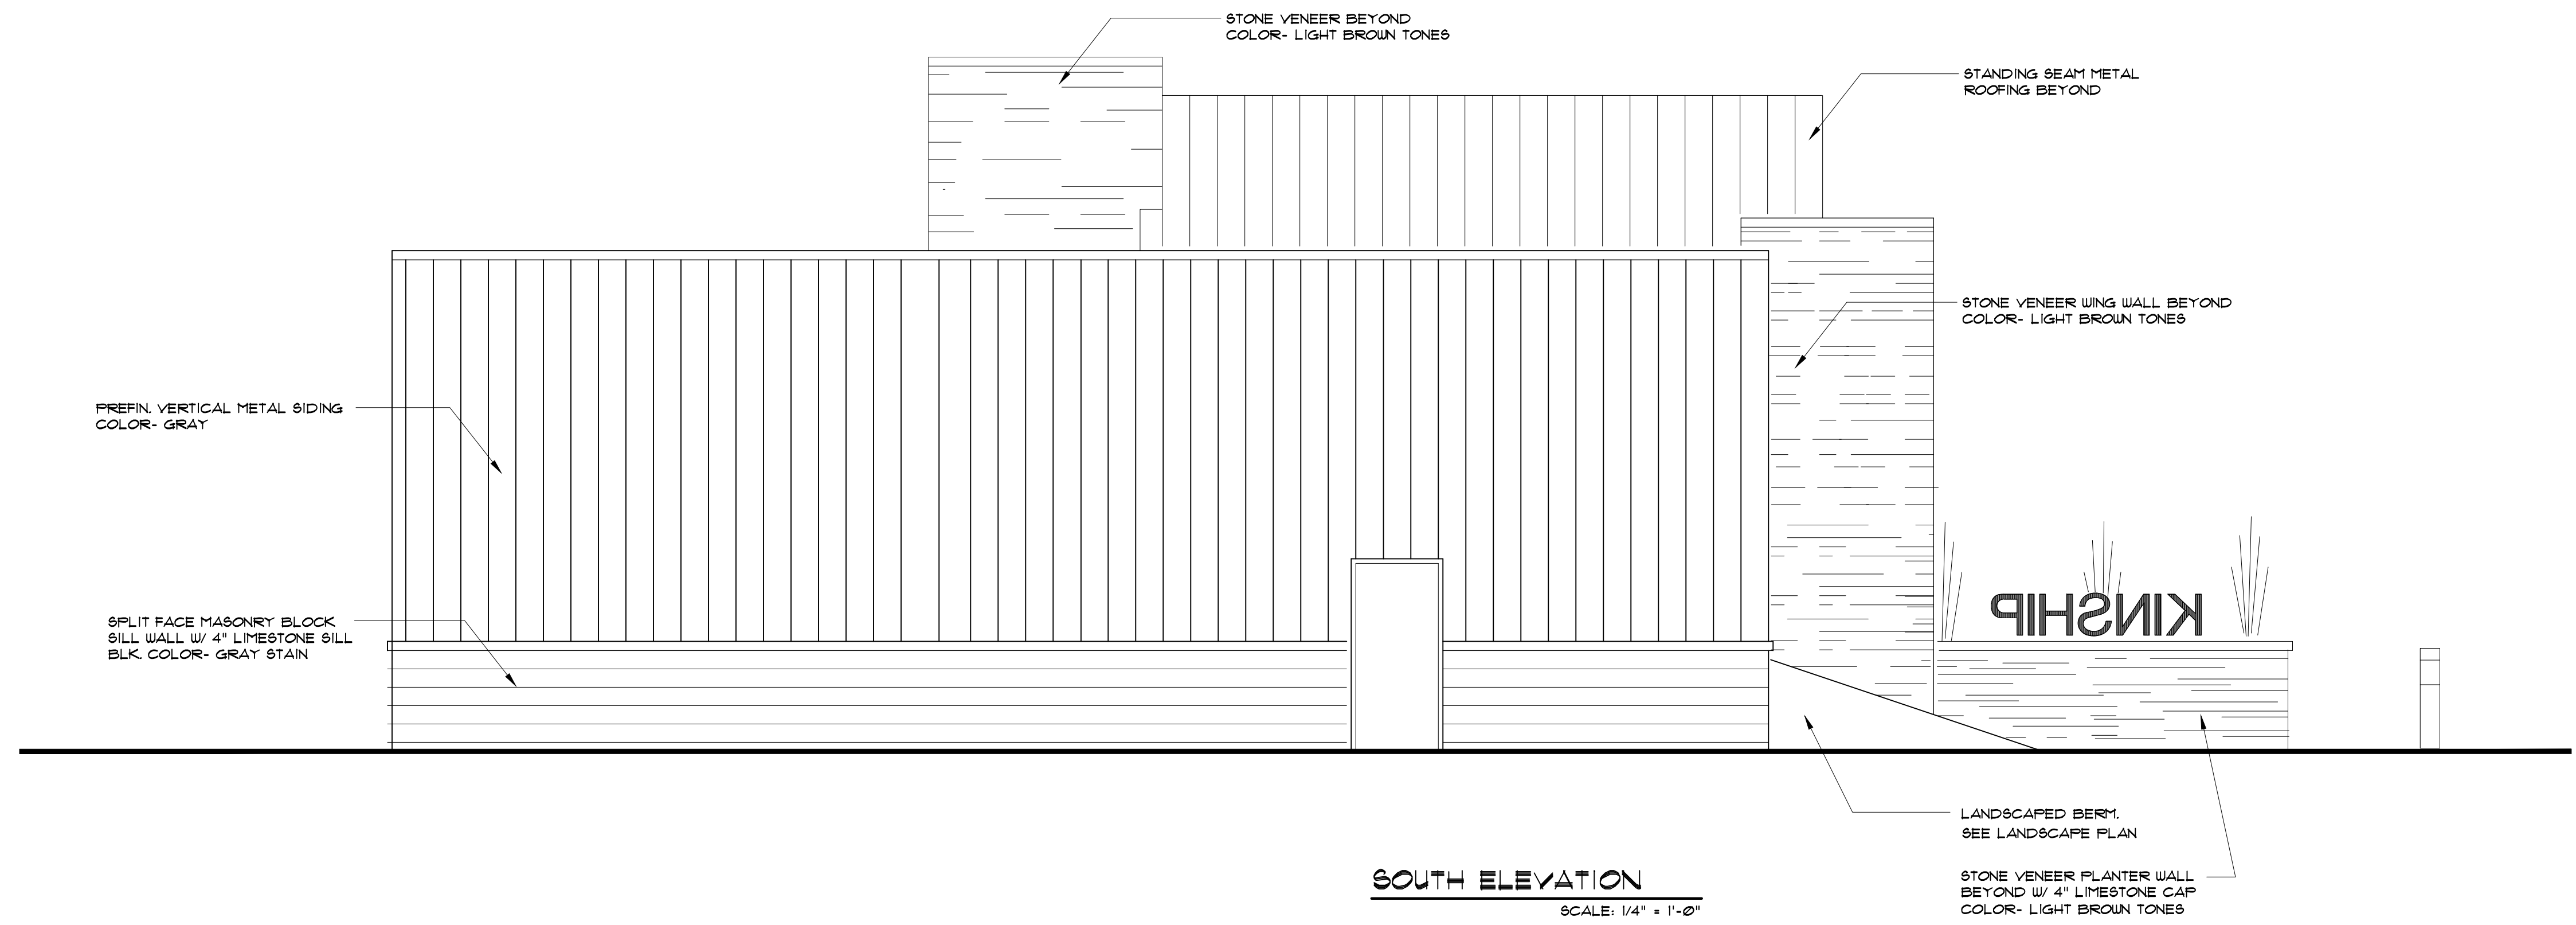 STONE VENEER BEYOND
COLOR- LIGHT BROWN TONES
STANDING SEAM METAL
ROOFING BEYOND
STONE VENEER WING WALL BEYOND
COLOR- LIGHT BROWN TONES
PREFIN. VERTICAL METAL SIDING
COLOR- GRAY
SPLIT FACE MASONRY BLOCK
SILL WALL W/ 4" LIMESTONE SILL
BLK. COLOR- GRAY STAIN
KINSHIP
LANDSCAPED BERM.
SEE LANDSCAPE PLAN
STONE VENEER PLANTER WALL
BEYOND W/ 4" LIMESTONE CAP
COLOR- LIGHT BROWN TONES
SOUTH ELEVATION
SCALE: 1/4" = 1'-0"